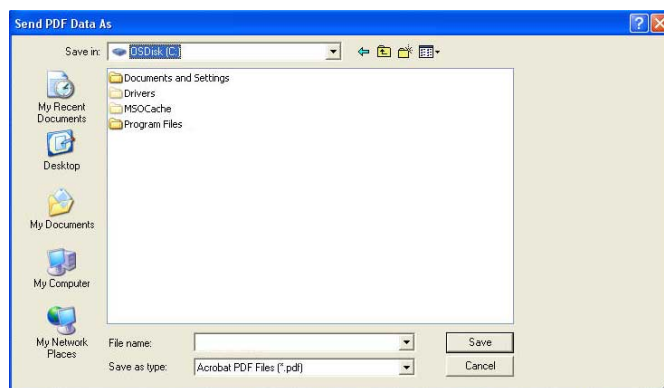 Send PDF Data As
Save in:
OSDisk (C:)
Documents and Settings
Drivers
MSOCache
Program Files
My Recent
Documents
Desktop
My Documents
My Computer
My Network
Places
File name:
Save
Save as type:
Acrobat PDF Files (*.pdf)
Cancel